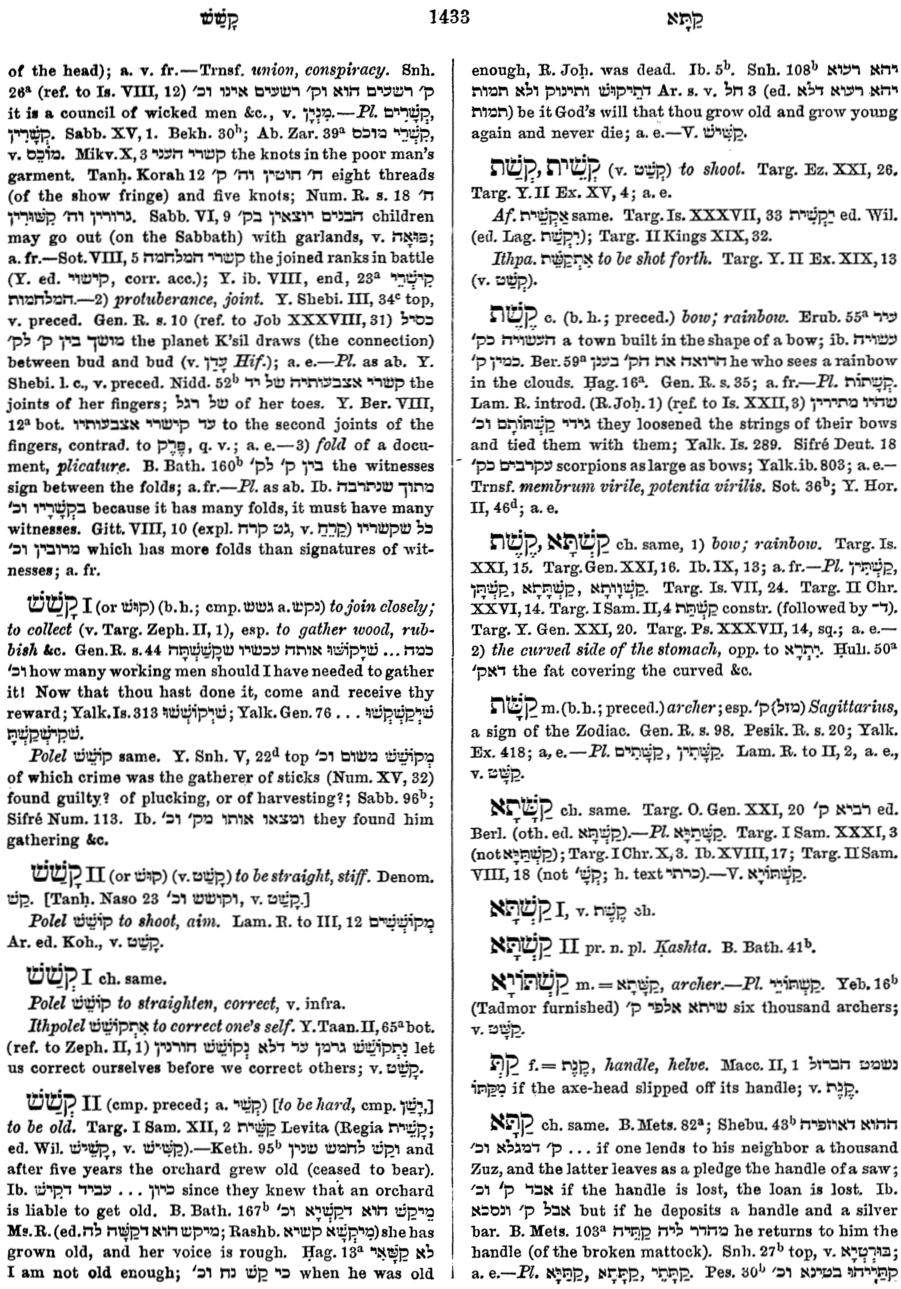 קָשַׁשׁ
1433
קַתָּא
of the head); a. v. fr.—Trnsf. union, conspiracy. Snh.
26ᵃ (ref. to Is. VIII, 12) ק׳ רשעים הוא וק׳ רשעים אינו וכ׳
it is a council of wicked men &c., v. מִנְיָן.—Pl. קְשָׁרִים,
קְשָׁרִין. Sabb. XV, 1. Bekh. 30ᵇ; Ab. Zar. 39ᵃ קִשְׁרֵי מוכס
v. מוֹכֵס. Mikv. X, 3 קשרי העני the knots in the poor man's
garment. Tanḥ. Korah 12 ח׳ חוטין וה׳ ק׳ eight threads
(of the show fringe) and five knots; Num. R. s. 18 ח׳
גרורין וה׳ קִשּׁוּרִין. Sabb. VI, 9 הבנים יוצאין בק׳ children
may go out (on the Sabbath) with garlands, v. פּוּאָה;
a. fr.—Sot. VIII, 5 קשרי המלחמה the joined ranks in battle
(Y. ed. קישוי׳, corr. acc.); Y. ib. VIII, end, 23ᵃ קִישְׁרֵי
המלחמות.—2) protuberance, joint. Y. Shebi. III, 34ᶜ top,
v. preced. Gen. R. s. 10 (ref. to Job XXXVIII, 31) כסיל
מושך בין ק׳ לק׳ the planet K'sil draws (the connection)
between bud and bud (v. עָדַן Hif.); a. e.—Pl. as ab. Y.
Shebi. l. c., v. preced. Nidd. 52ᵇ קשרי אצבעותיה של יד the
joints of her fingers; של רגל of her toes. Y. Ber. VIII,
12ᵃ bot. עד קישרי אצבעותיו to the second joints of the
fingers, contrad. to פֶּרֶק, q. v.; a. e.—3) fold of a docu-
ment, plicature. B. Bath. 160ᵇ בין ק׳ לק׳ the witnesses
sign between the folds; a. fr.—Pl. as ab. Ib. מתוך שנתרבה
בקְשָׁרָיו וכ׳ because it has many folds, it must have many
witnesses. Gitt. VIII, 10 (expl. גט קרח, v. קֵרֵחַ) כל שקשריו
מרובין וכ׳ which has more folds than signatures of wit-
nesses; a. fr.
קָשַׁשׁ I (or קוּשׁ) (b. h.; cmp. גשש a. נקש) to join closely;
to collect (v. Targ. Zeph. II, 1), esp. to gather wood, rub-
bish &c. Gen. R. s. 44 כמה ... שיקושו אותה עכשיו שקששתה
וכ׳ how many working men should I have needed to gather
it! Now that thou hast done it, come and receive thy
reward; Yalk. Is. 313 שיקוששו; Yalk. Gen. 76 . . . שיקשקשו
שקישקשת.
Polel קוֹשֵׁשׁ same. Y. Snh. V, 22ᵈ top מְקוֹשֵׁשׁ משום וכ׳
of which crime was the gatherer of sticks (Num. XV, 32)
found guilty? of plucking, or of harvesting?; Sabb. 96ᵇ;
Sifré Num. 113. Ib. ומצאו אותו מק׳ וכ׳ they found him
gathering &c.
קָשַׁשׁ II (or קוּשׁ) (v. קָשַׁט) to be straight, stiff. Denom.
קַשׁ. [Tanḥ. Naso 23 וקושש וכ׳, v. קָשַׁט.]
Polel קוֹשֵׁשׁ to shoot, aim. Lam. R. to III, 12 מְקוֹשְׁשִׁים
Ar. ed. Koh., v. קָשַׁט.
קְשַׁשׁ I ch. same.
Polel קוֹשֵׁשׁ to straighten, correct, v. infra.
Ithpolel אִתְקוֹשֵׁשׁ to correct one's self. Y. Taan. II, 65ᵃ bot.
(ref. to Zeph. II, 1) נִתְקוֹשֵׁשׁ גרמן עד דלא נְקוֹשֵׁשׁ חורנין let
us correct ourselves before we correct others; v. קָשַׁט.
קְשַׁשׁ II (cmp. preced; a. קְשֵׁי) [to be hard, cmp. יָשֵׁן,]
to be old. Targ. I Sam. XII, 2 קַשֵּׁית Levita (Regia קְשֵׁית;
ed. Wil. קַשִּׁישׁ, v. קַשִּׁישׁ).—Keth. 95ᵇ וקש לחמש שנין and
after five years the orchard grew old (ceased to bear).
Ib. כיון ... עביד דקיש since they knew that an orchard
is liable to get old. B. Bath. 167ᵇ מֵיקַשׁ הוא דקַשְׁיָא וכ׳
Ms. R. (ed. מיקש הוא דקַשָּׁה לה; Rashb. מִיקְשָׁא קשיא) she has
grown old, and her voice is rough. Hag. 13ᵃ לא קַשַּׁאי
I am not old enough; כי קַשׁ נח וכ׳ when he was old
enough, R. Joḥ. was dead. Ib. 5ᵇ. Snh. 108ᵇ יהא רעוא
דתיקוש ותינוק ולא תמות Ar. s. v. חל 3 (ed. יהא רעוא דלא
תמות) be it God's will that thou grow old and grow young
again and never die; a. e.—V. קַשִּׁישׁ.
קְשַׁת, קְשֵׁית (v. קָשַׁט) to shoot. Targ. Ez. XXI, 26.
Targ. Y. II Ex. XV, 4; a. e.
Af. אַקְשֵׁית same. Targ. Is. XXXVII, 33 יַקְשֵׁית ed. Wil.
(ed. Lag. יִקְשֵׁת); Targ. II Kings XIX, 32.
Ithpa. אִתְקַשַּׁת to be shot forth. Targ. Y. II Ex. XIX, 13
(v. קְשַׁט).
קֶשֶׁת c. (b. h.; preced.) bow; rainbow. Erub. 55ᵃ עיר
העשויה כק׳ a town built in the shape of a bow; ib. עשויה
כמין ק׳. Ber. 59ᵃ הרואה את הק׳ בענן he who sees a rainbow
in the clouds. Ḥag. 16ᵃ. Gen. R. s. 35; a. fr.—Pl. קְשָׁתוֹת.
Lam. R. introd. (R. Joḥ. 1) (ref. to Is. XXII, 3) שהיו מתירין
גידי קַשְׁתּוֹתָם וכ׳ they loosened the strings of their bows
and tied them with them; Yalk. Is. 289. Sifré Deut. 18
עקרבים כק׳ scorpions as large as bows; Yalk. ib. 803; a. e.—
Trnsf. membrum virile, potentia virilis. Sot. 36ᵇ; Y. Hor.
II, 46ᵈ; a. e.
קֶשֶׁת, קַשְׁתָּא ch. same, 1) bow; rainbow. Targ. Is.
XXI, 15. Targ. Gen. XXI, 16. Ib. IX, 13; a. fr.—Pl. קַשְׁתִּין,
קַשְׁתָּן, קַשְׁתָּתָא, קַשְׁוָותָא. Targ. Is. VII, 24. Targ. II Chr.
XXVI, 14. Targ. I Sam. II, 4 קַשְׁתַּת constr. (followed by ד־).
Targ. Y. Gen. XXI, 20. Targ. Ps. XXXVII, 14, sq.; a. e.—
2) the curved side of the stomach, opp. to יִתְרָא. Ḥull. 50ᵃ
דאק׳ the fat covering the curved &c.
קַשָּׁת m. (b. h.; preced.) archer; esp. ק׳ (מזל) Sagittarius,
a sign of the Zodiac. Gen. R. s. 98. Pesik. R. s. 20; Yalk.
Ex. 418; a, e.—Pl. קַשָּׁתִים, קַשָּׁתִין. Lam. R. to II, 2, a. e.,
v. קַשָּׁט.
קַשָּׁתָא ch. same. Targ. O. Gen. XXI, 20 רביא ק׳ ed.
Berl. (oth. ed. קַשְׁתָּא).—Pl. קַשָּׁתַיָּא. Targ. I Sam. XXXI, 3
(not קַשְׁתַּיָּא); Targ. I Chr. X, 3. Ib. XVIII, 17; Targ. II Sam.
VIII, 18 (not קְשָׁ׳; h. text כרתי).—V. קַשְׁתּוֹיָא.
קַשְׁתָּא I, v. קֶשֶׁת ch.
קַשְׁתָּא II pr. n. pl. Ḳashta. B. Bath. 41ᵇ.
קַשְׁתּוֹיָא m. = קַשָּׁתָא, archer.—Pl. קַשְׁתּוֹיֵי. Yeb. 16ᵇ
(Tadmor furnished) שיתא אלפי ק׳ six thousand archers;
v. קַשָּׁט.
קַת f. = קָנֶת, handle, helve. Macc. II, 1 נשמט הברזל
מִקַּתּוֹ if the axe-head slipped off its handle; v. קָנֶת.
קַתָּא ch. same. B. Mets. 82ᵃ; Shebu. 43ᵇ ההוא דאוזפיה
ק׳ דמגלא וכ׳ ... if one lends to his neighbor a thousand
Zuz, and the latter leaves as a pledge the handle of a saw;
אבד ק׳ וכ׳ if the handle is lost, the loan is lost. Ib.
אבל ק׳ ונסכא but if he deposits a handle and a silver
bar. B. Mets. 103ᵃ מהדר ליה קַתֵּיה he returns to him the
handle (of the broken mattock). Snh. 27ᵇ top, v. בּוּרְטְיָא;
a. e.—Pl. קַתָּתֵי, קַתָּתָא, קַתַּיָּא. Pes. 30ᵇ קתייהו בטינא וכ׳